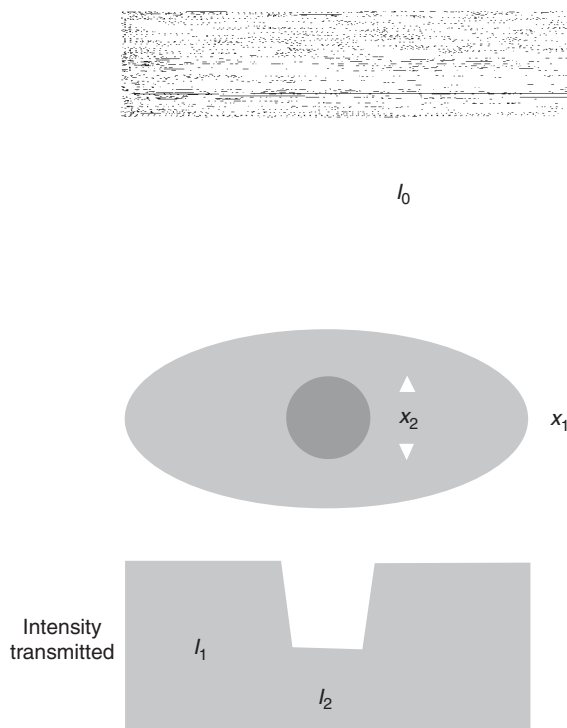 I₀
x₂
x₁
Intensity
transmitted
I₁
I₂